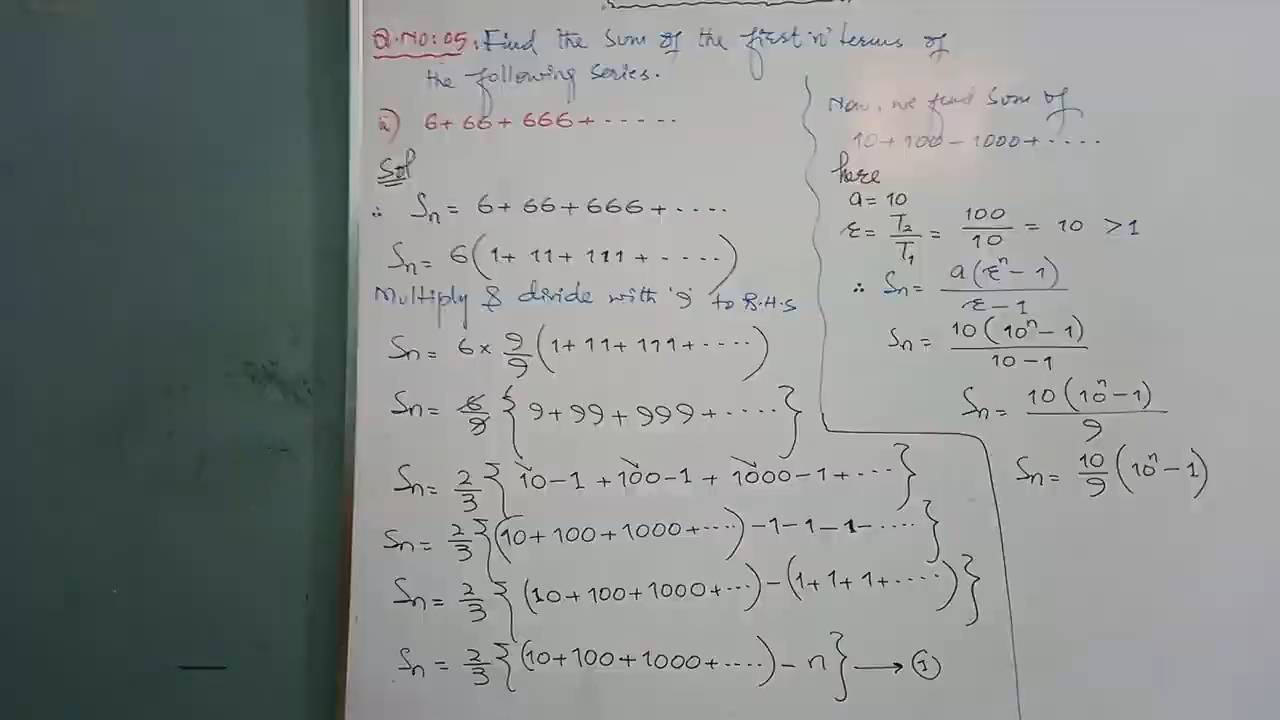 Q.NO:05. Find the sum of the first 'n' terms of
the following series.
a) 6+66+666+-----
Sol
∴ Sn = 6+66+666+....
Sn = 6(1+11+111+-....)
Multiply & divide with '9' to R.H.S
Sn = 6 × 9/9 (1+11+111+....)
Sn = 6/9 {9+99+999+.....}
Sn = 2/3 {10-1+100-1+1000-1+...}
Sn = 2/3 {(10+100+1000+....)-1-1-1-....}
Sn = 2/3 {(10+100+1000+...)-(1+1+1+.....)}
Sn = 2/3 {(10+100+1000+....)-n} → ①
Now, we find sum of
10+100-1000+....
here
a = 10
r = T₂/T₁ = 100/10 = 10 >1
∴ Sn = a(rⁿ-1)/r-1
Sn = 10(10ⁿ-1)/10-1
Sn = 10(10ⁿ-1)/9
Sn = 10/9 (10ⁿ-1)